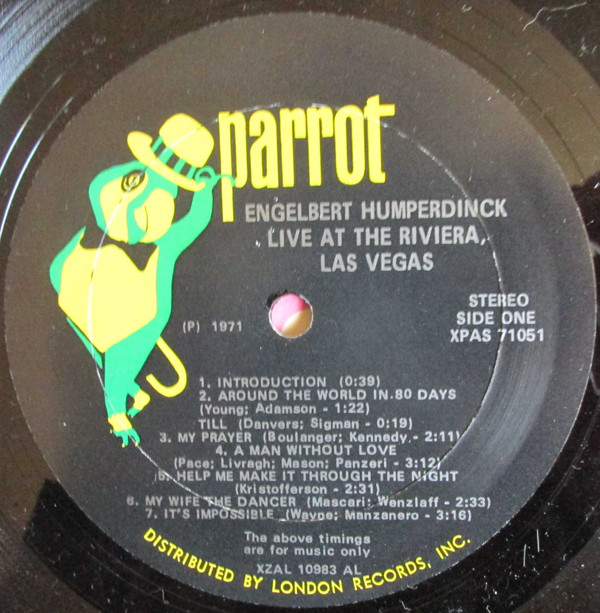 parrot
ENGELBERT HUMPERDINCK
LIVE AT THE RIVIERA,
LAS VEGAS
STEREO
SIDE ONE
XPAS 71051
(P) 1971
1. INTRODUCTION (0:39)
2. AROUND THE WORLD IN 80 DAYS
(Young; Adamson - 1:22)
TILL (Danvers; Sigman - 0:19)
3. MY PRAYER (Boulanger; Kennedy - 2:11)
4. A MAN WITHOUT LOVE
(Pace; Livragh; Mason; Panzeri - 3:12)
5. HELP ME MAKE IT THROUGH THE NIGHT
(Kristofferson - 2:31)
6. MY WIFE THE DANCER (Mascari; Wenzlaff - 2:33)
7. IT'S IMPOSSIBLE (Wayne; Manzanero - 3:16)
The above timings
are for music only
XZAL 10983 AL
DISTRIBUTED BY LONDON RECORDS, INC.